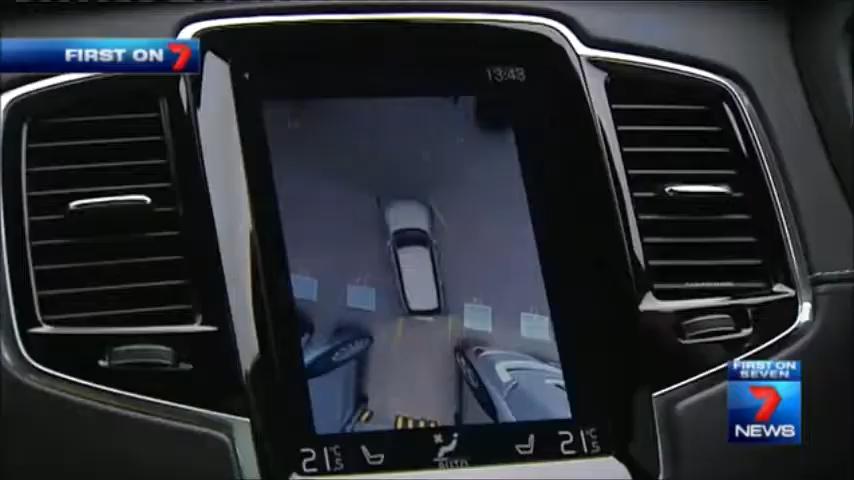 FIRST ON 7
13:43
21°C
S
AUTO
21°C
S
FIRST ON
SEVEN
7
NEWS